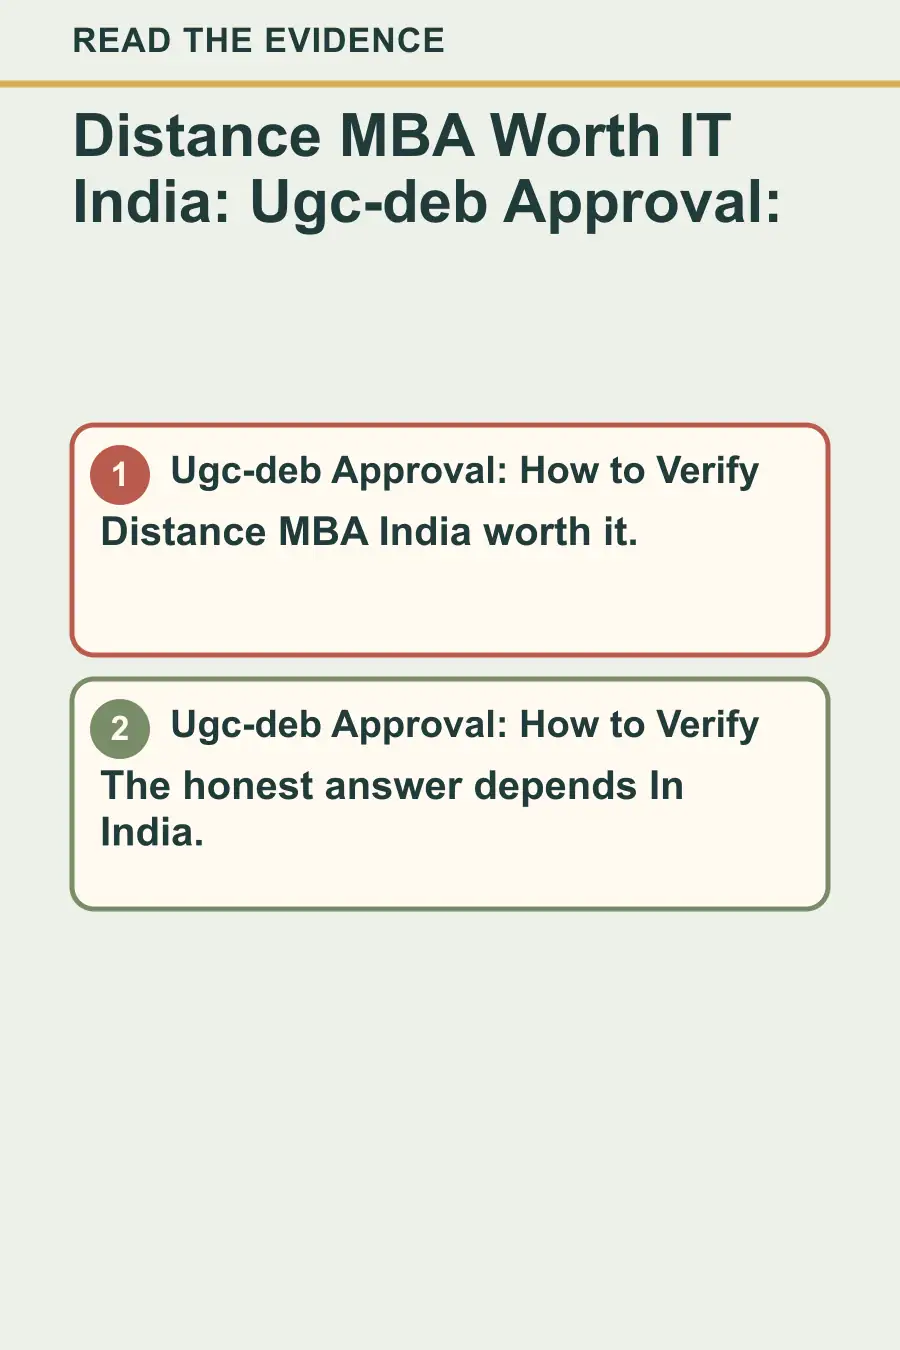 READ THE EVIDENCE
Distance MBA Worth IT
India: Ugc-deb Approval:
1 Ugc-deb Approval: How to Verify
Distance MBA India worth it.
2 Ugc-deb Approval: How to Verify
The honest answer depends In
India.